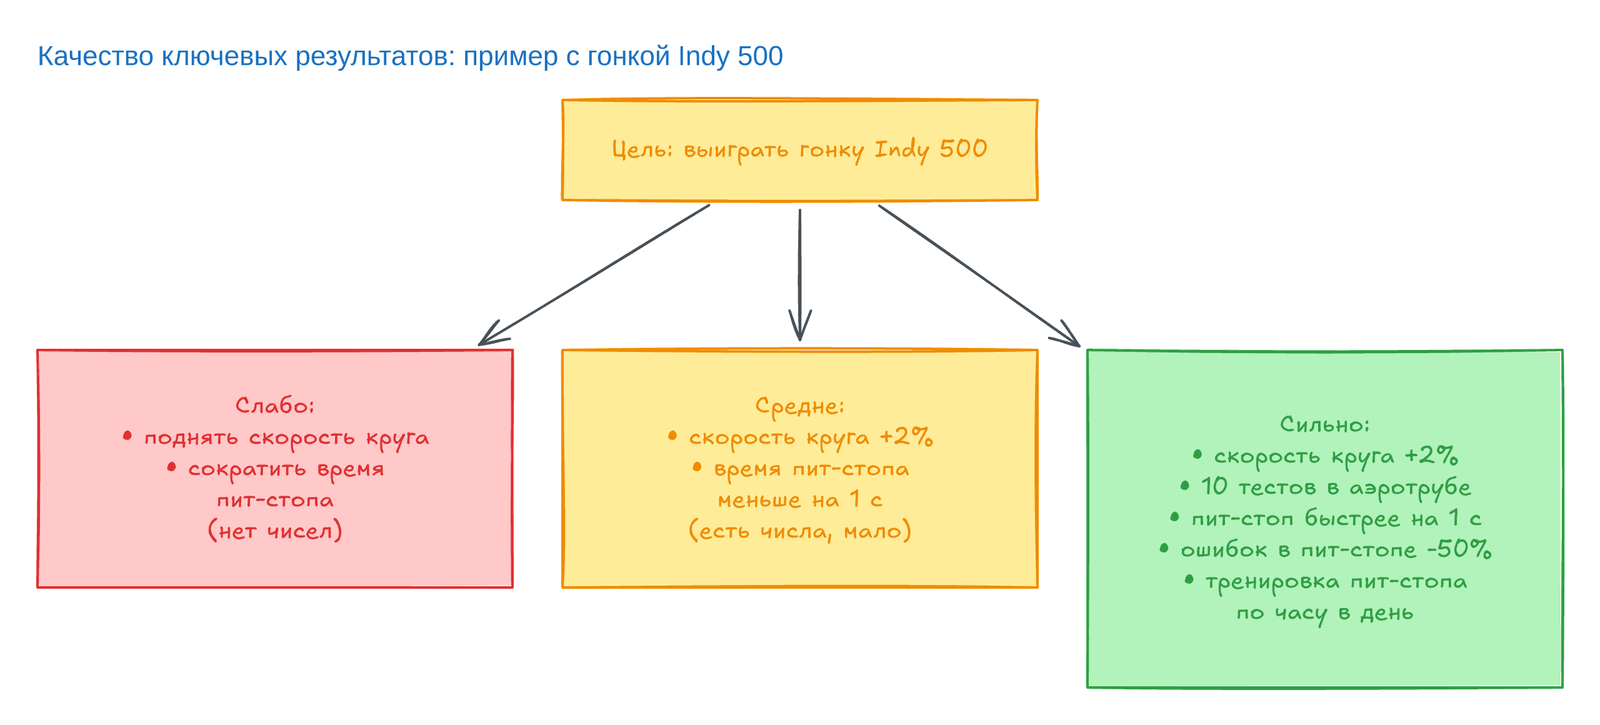 Качество ключевых результатов: пример с гонкой Indy 500
Цель: выиграть гонку Indy 500
Слабо:
• поднять скорость круга
• сократить время
пит-стопа
(нет чисел)
Средне:
• скорость круга +2%
• время пит-стопа
меньше на 1 с
(есть числа, мало)
Сильно:
• скорость круга +2%
• 10 тестов в аэротрубе
• пит-стоп быстрее на 1 с
• ошибок в пит-стопе -50%
• тренировка пит-стопа
по часу в день